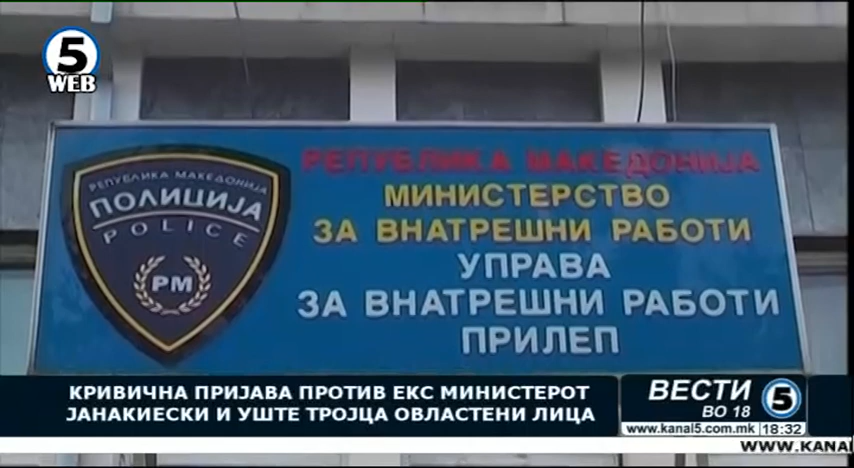 5
WEB
РЕПУБЛИКА МАКЕДОНИЈА
ПОЛИЦИЈА
POLICE
РМ
РЕПУБЛИКА МАКЕДОНИЈА
МИНИСТЕРСТВО
ЗА ВНАТРЕШНИ РАБОТИ
УПРАВА
ЗА ВНАТРЕШНИ РАБОТИ
ПРИЛЕП
КРИВИЧНА ПРИЈАВА ПРОТИВ ЕКС МИНИСТЕРОТ
ЈАНАКИЕСКИ И УШТЕ ТРОЈЦА ОВЛАСТЕНИ ЛИЦА
ВЕСТИ
ВО 18
5
www.kanal5.com.mk 18:32
WWW.KANA